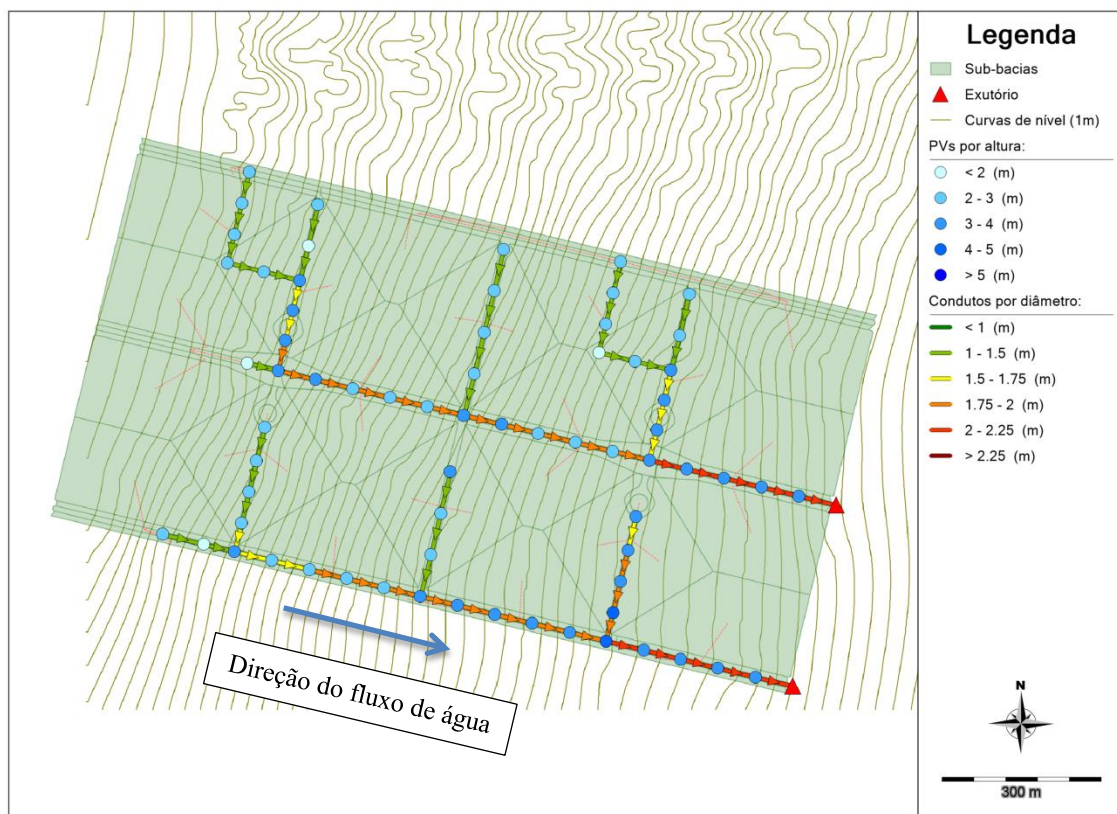 Legenda
Sub-bacias
Exutório
Curvas de nível (1m)
PVs por altura:
< 2 (m)
2 - 3 (m)
3 - 4 (m)
4 - 5 (m)
> 5 (m)
Condutos por diâmetro:
< 1 (m)
1 - 1.5 (m)
1.5 - 1.75 (m)
1.75 - 2 (m)
2 - 2.25 (m)
> 2.25 (m)
Direção do fluxo de água
N
300 m